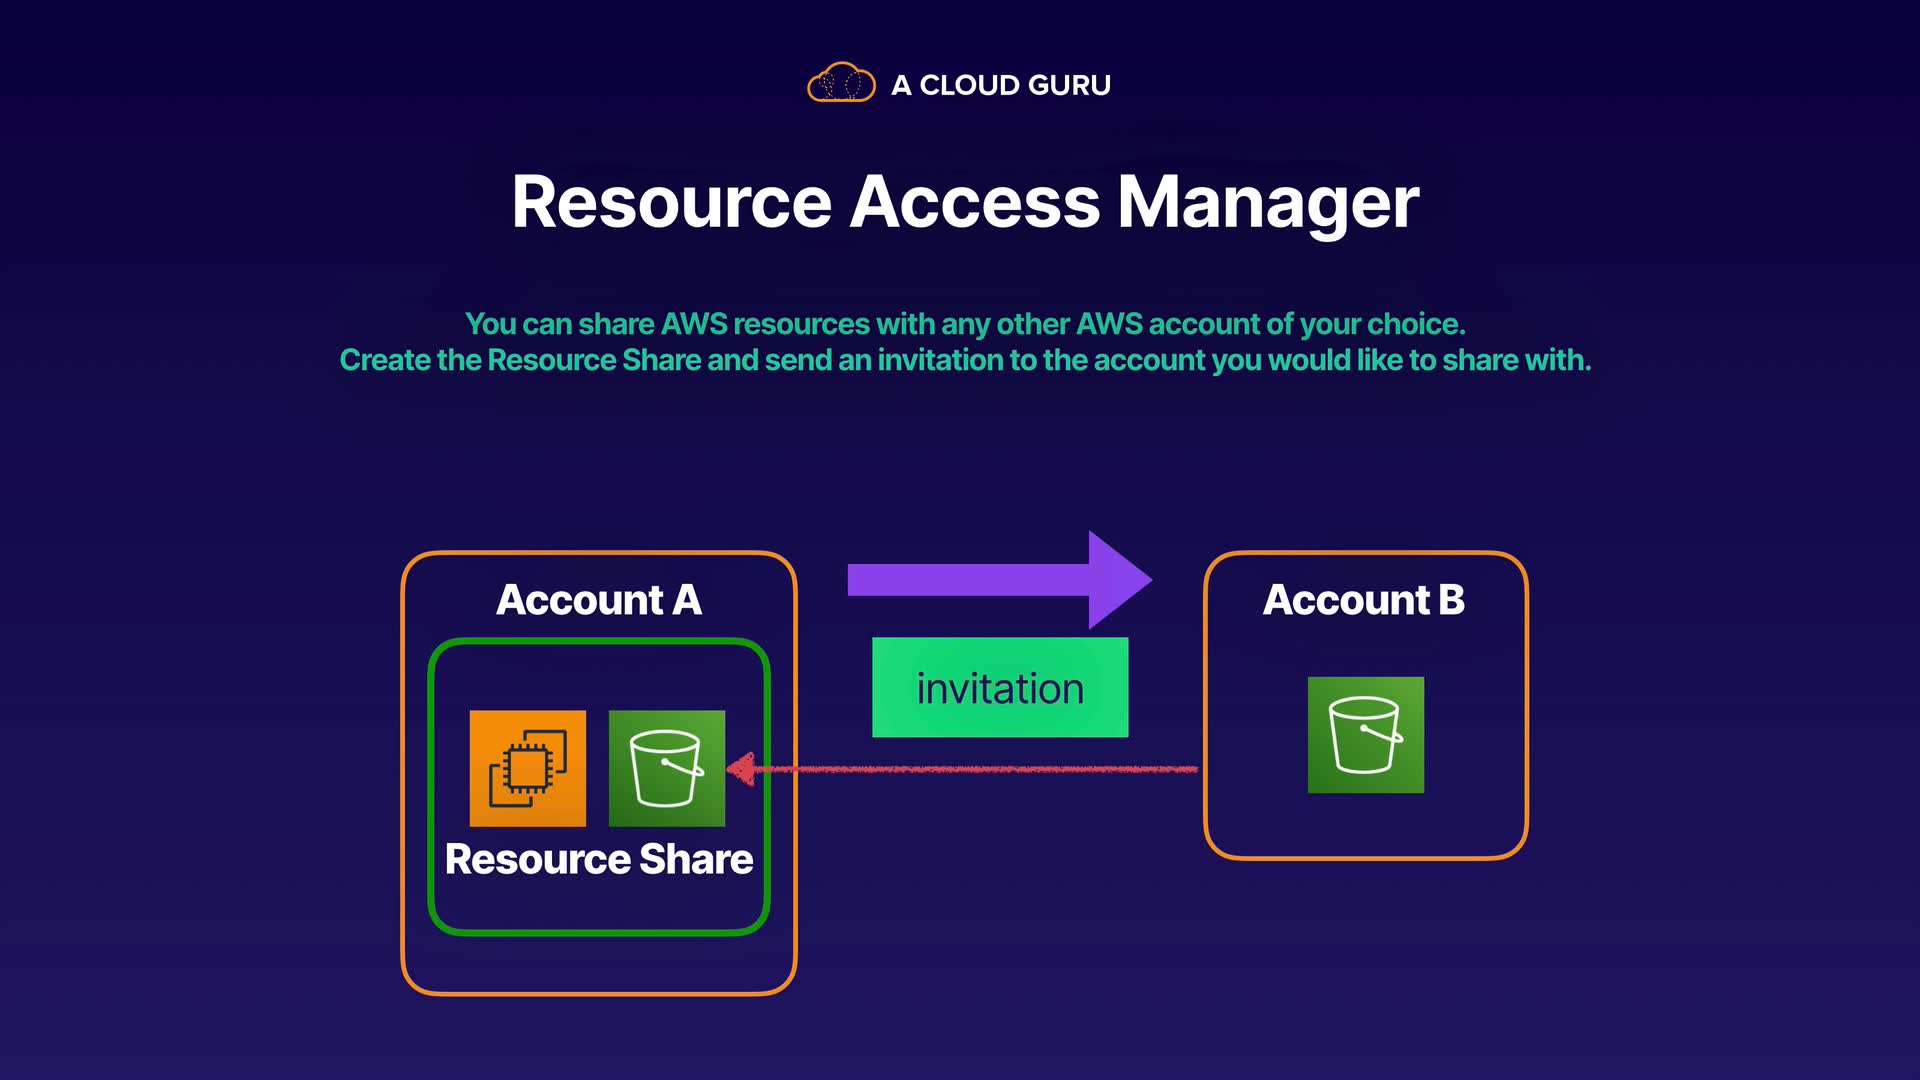 A CLOUD GURU
Resource Access Manager
You can share AWS resources with any other AWS account of your choice.
Create the Resource Share and send an invitation to the account you would like to share with.
Account A
Account B
invitation
Resource Share